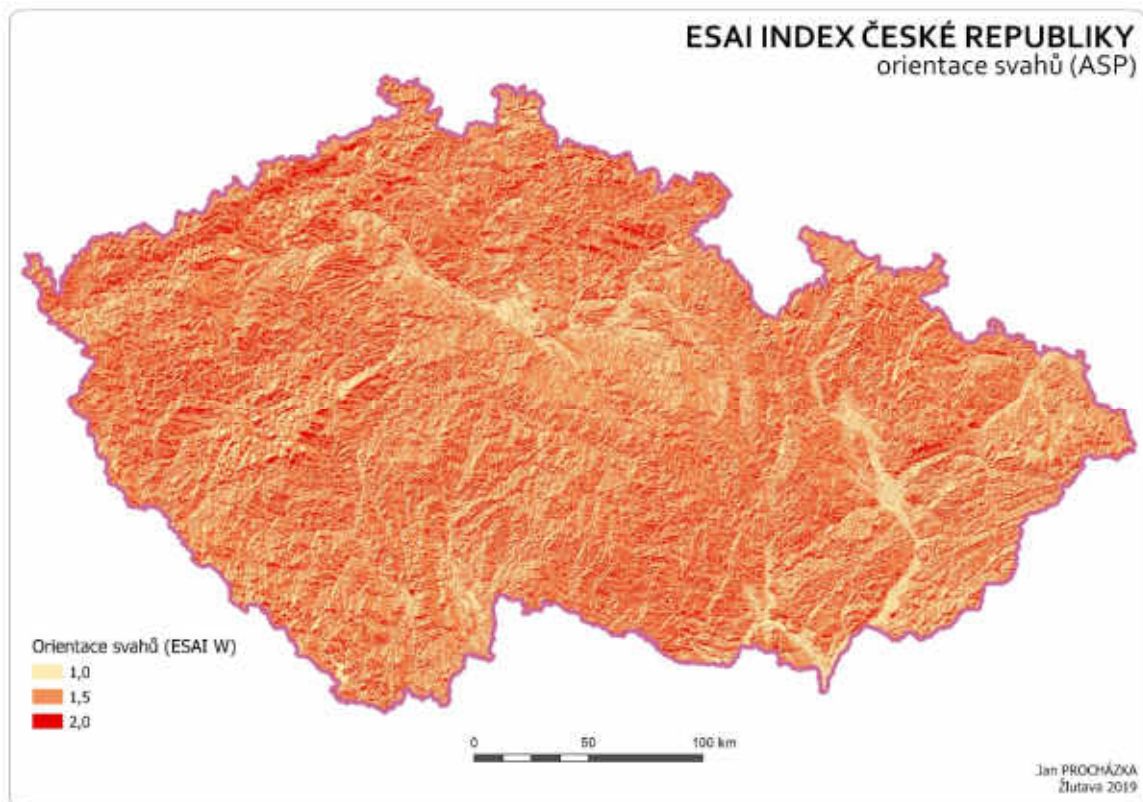 ESAI INDEX ČESKÉ REPUBLIKY
orientace svahů (ASP)
Orientace svahů (ESAI W)
1,0
1,5
2,0
0 50 100 km
Jan PROCHÁZKA
Žlutava 2019